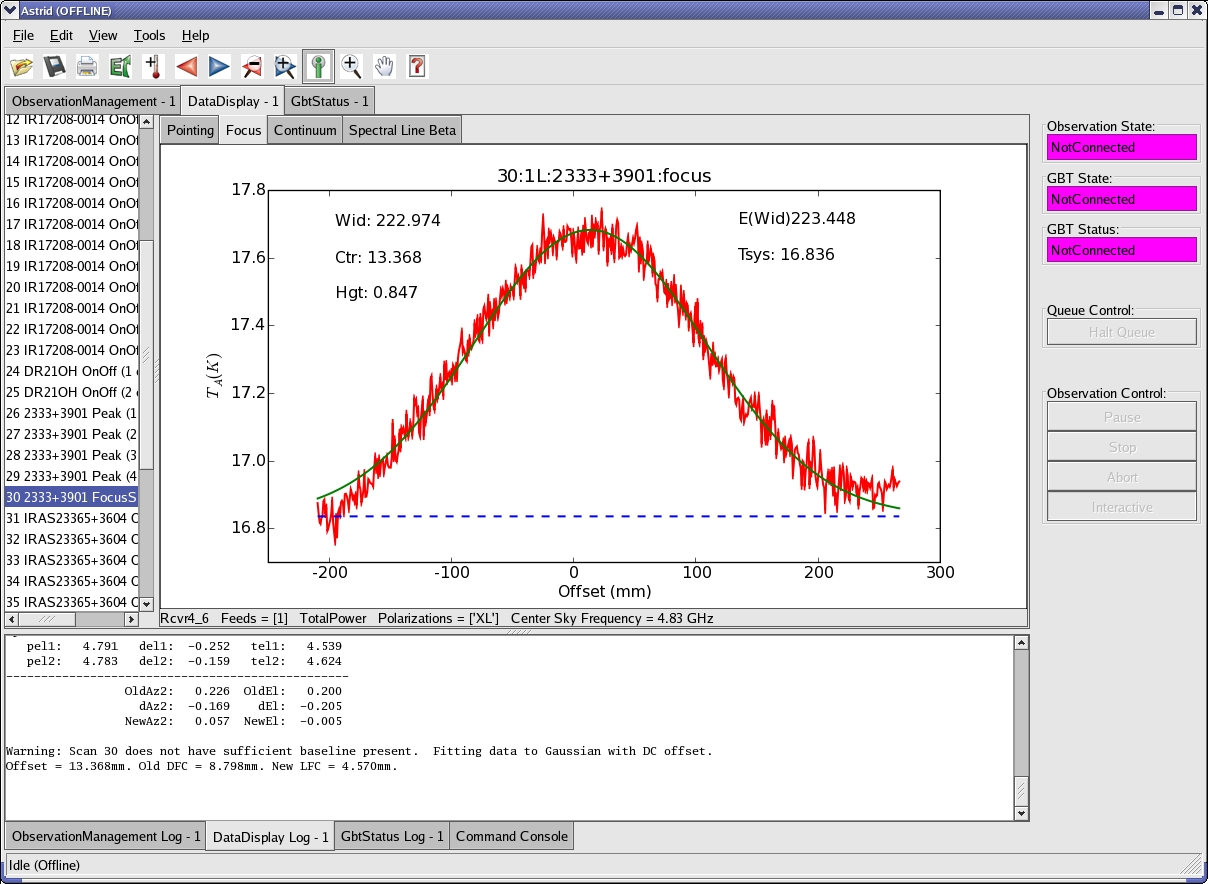 Astrid (OFFLINE)
File Edit View Tools Help
ObservationManagement - 1 DataDisplay - 1 GbtStatus - 1
12 IR17208-0014 OnOf
13 IR17208-0014 OnOf
14 IR17208-0014 OnOf
15 IR17208-0014 OnOf
16 IR17208-0014 OnOf
17 IR17208-0014 OnOf
18 IR17208-0014 OnOf
19 IR17208-0014 OnOf
20 IR17208-0014 OnOf
21 IR17208-0014 OnOf
22 IR17208-0014 OnOf
23 IR17208-0014 OnOf
24 DR21OH OnOff (1 
25 DR21OH OnOff (2 
26 2333+3901 Peak (1
27 2333+3901 Peak (2
28 2333+3901 Peak (3
29 2333+3901 Peak (4
30 2333+3901 FocusS
31 IRAS23365+3604 O
32 IRAS23365+3604 O
33 IRAS23365+3604 O
34 IRAS23365+3604 O
35 IRAS23365+3604 O
Pointing Focus Continuum Spectral Line Beta
30:1L:2333+3901:focus
Wid: 222.974
Ctr: 13.368
Hgt: 0.847
E(Wid)223.448
Tsys: 16.836
17.8
17.6
17.4
17.2
17.0
16.8
T_A(K)
-200 -100 0 100 200 300
Offset (mm)
Rcvr4_6 Feeds = [1] TotalPower Polarizations = ['XL'] Center Sky Frequency = 4.83 GHz
Observation State:
NotConnected
GBT State:
NotConnected
GBT Status:
NotConnected
Queue Control:
Halt Queue
Observation Control:
Pause
Stop
Abort
Interactive
pel1: 4.791 del1: -0.252 tel1: 4.539
pel2: 4.783 del2: -0.159 tel2: 4.624
-------------------------------------------------
OldAz2: 0.226 OldEl: 0.200
dAz2: -0.169 dEl: -0.205
NewAz2: 0.057 NewEl: -0.005
Warning: Scan 30 does not have sufficient baseline present. Fitting data to Gaussian with DC offset.
Offset = 13.368mm. Old DFC = 8.798mm. New LFC = 4.570mm.
ObservationManagement Log - 1 DataDisplay Log - 1 GbtStatus Log - 1 Command Console
Idle (Offline)